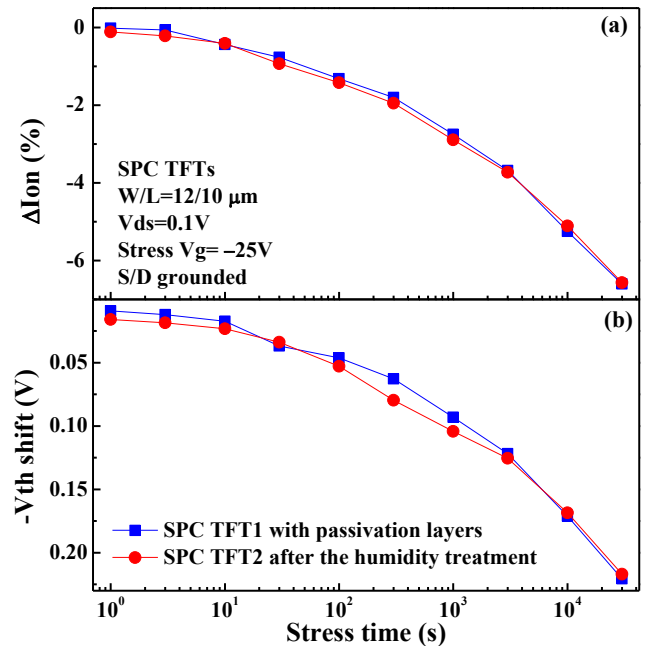 (a)
0
-2
-4
-6
ΔIon (%)
SPC TFTs
W/L=12/10 μm
Vds=0.1V
Stress Vg= −25V
S/D grounded
(b)
0.05
0.10
0.15
0.20
-Vth shift (V)
SPC TFT1 with passivation layers
SPC TFT2 after the humidity treatment
10⁰ 10¹ 10² 10³ 10⁴
Stress time (s)